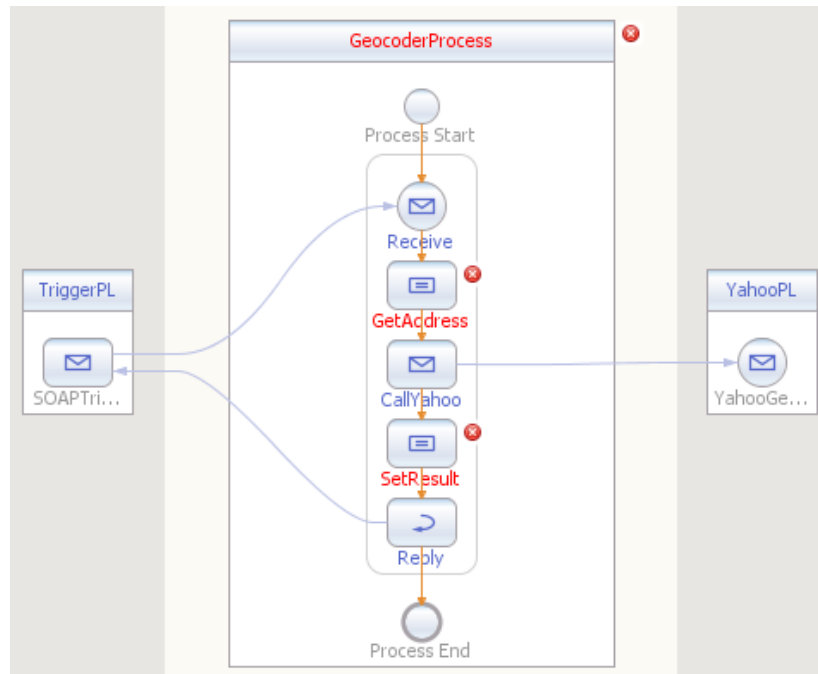 GeocoderProcess
Process Start
Receive
TriggerPL
YahooPL
GetAddress
SOAPTri...
CallYahoo
YahooGe...
SetResult
Reply
Process End